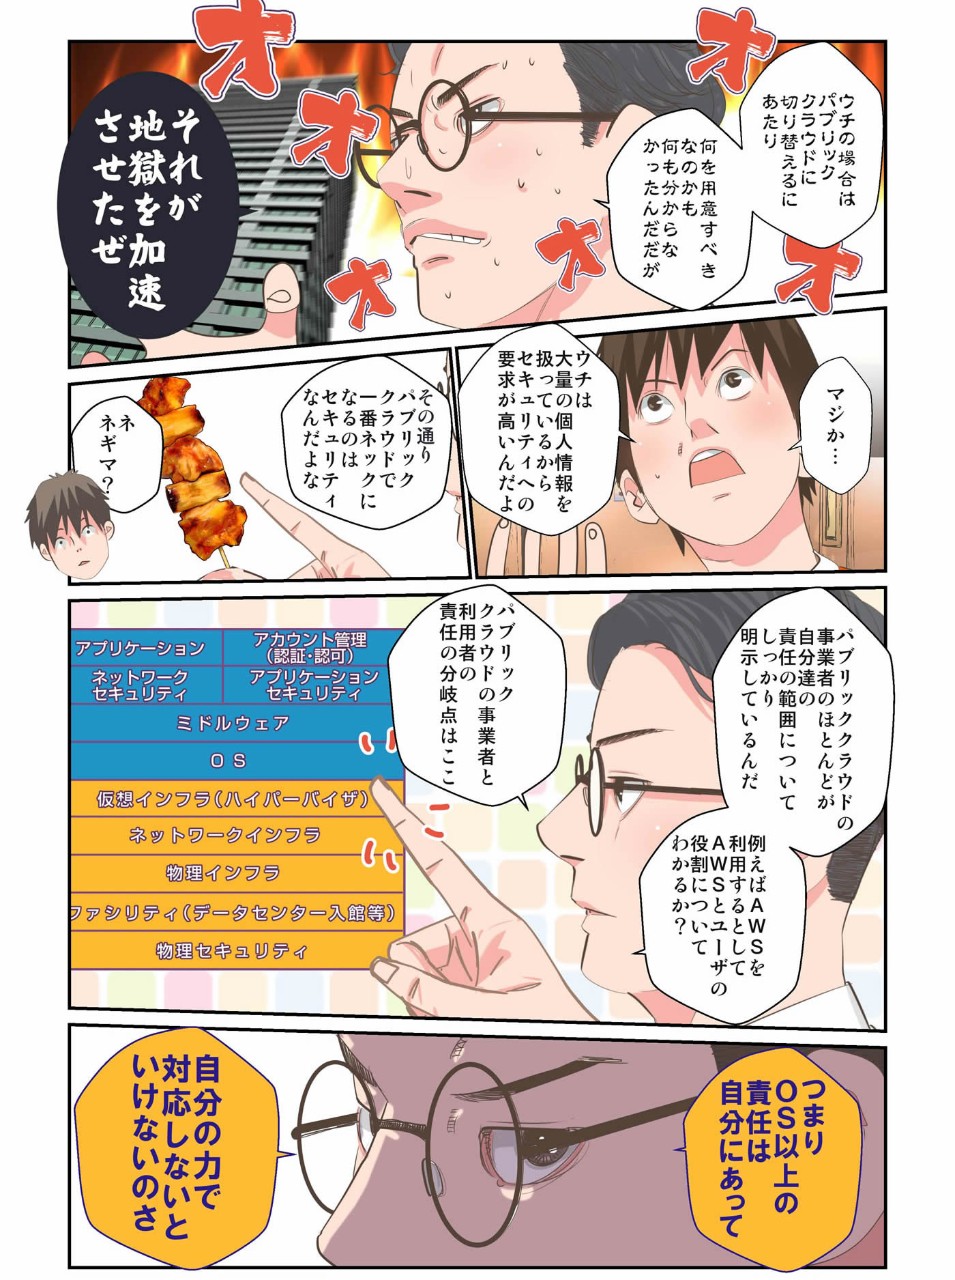 ウチの場合は
パブリック
クラウドに
切り替えるに
あたり
何を用意すべき
なのかも
何も分からな
かったんだだが
それが
地獄を加速
させたぜ
オ
オ
オ
オ
オ
オ
マジか…
ウチは
大量の個人情報を
扱っているから
セキュリティへの
要求が高いんだよ
その通り
パブリック
クラウドで
一番ネックに
なるのは
セキュリティ
なんだよな
ネ
ネギマ?
パブリッククラウドの
事業者のほとんどが
自分達の
責任の範囲について
しっかり
明示しているんだ
例えばAWSを
利用するとして
AWSとユーザの
役割について
わかるか?
パブリック
クラウドの事業者と
利用者の
責任の分岐点はここ
アプリケーション
アカウント管理
(認証・認可)
ネットワーク
セキュリティ
アプリケーション
セキュリティ
ミドルウェア
OS
仮想インフラ(ハイパーバイザ)
ネットワークインフラ
物理インフラ
ファシリティ(データセンター入館等)
物理セキュリティ
つまり
OS以上の
責任は
自分にあって
自分の力で
対応しないと
いけないのさ